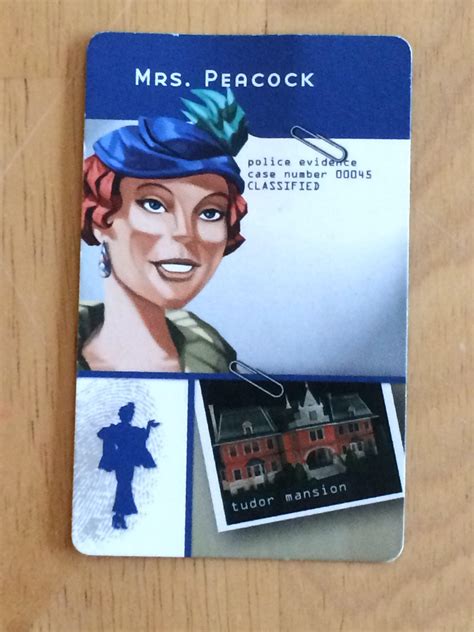 Mrs. Peacock
police evidence
case number 00045
CLASSIFIED
tudor mansion